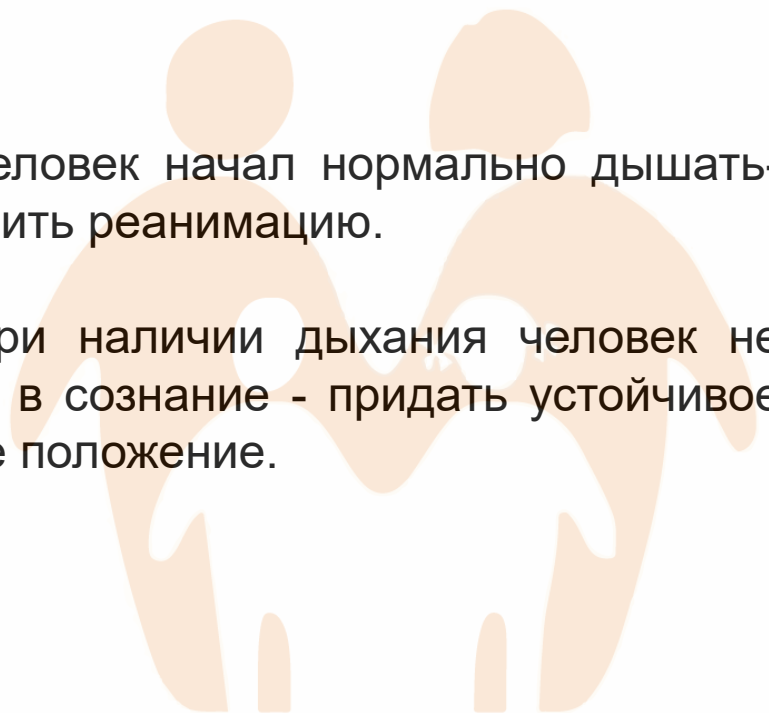 еловек начал нормально дышать-
ить реанимацию.
ри наличии дыхания человек не
в сознание - придать устойчивое
е положение.